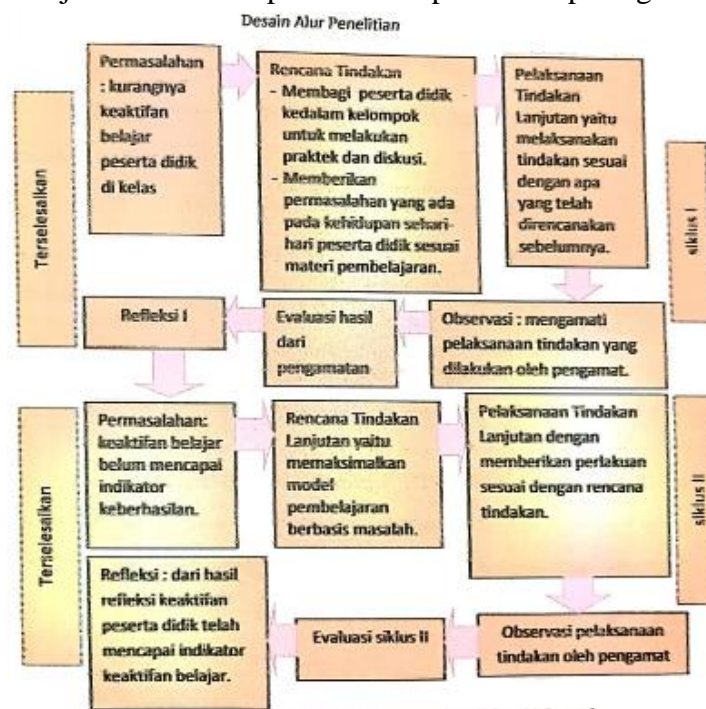 Desain Alur Penelitian
Permasalahan
: kurangnya
keaktifan
belajar
peserta didik
di kelas
Rencana Tindakan
- Membagi peserta didik
kedalam kelompok
untuk melakukan
praktek dan diskusi.
- Memberikan
permasalahan yang ada
pada kehidupan sehari-
hari peserta didik sesuai
materi pembelajaran.
Pelaksanaan
Tindakan
Lanjutan yaitu
melaksanakan
tindakan sesuai
dengan apa
yang telah
direncanakan
sebelumnya.
Terselesaikan
siklus I
Refleksi I
Evaluasi hasil
dari
pengamatan
Observasi : mengamati
pelaksanaan tindakan yang
dilakukan oleh pengamat.
Permasalahan:
keaktifan belajar
belum mencapai
indikator
keberhasilan.
Rencana Tindakan
Lanjutan yaitu
memaksimalkan
model
pembelajaran
berbasis masalah.
Pelaksanaan Tindakan
Lanjutan dengan
memberikan perlakuan
sesuai dengan rencana
tindakan.
Terselesaikan
siklus II
Refleksi : dari hasil
refleksi keaktifan
peserta didik telah
mencapai indikator
keaktifan belajar.
Evaluasi siklus II
Observasi pelaksanaan
tindakan oleh pengamat